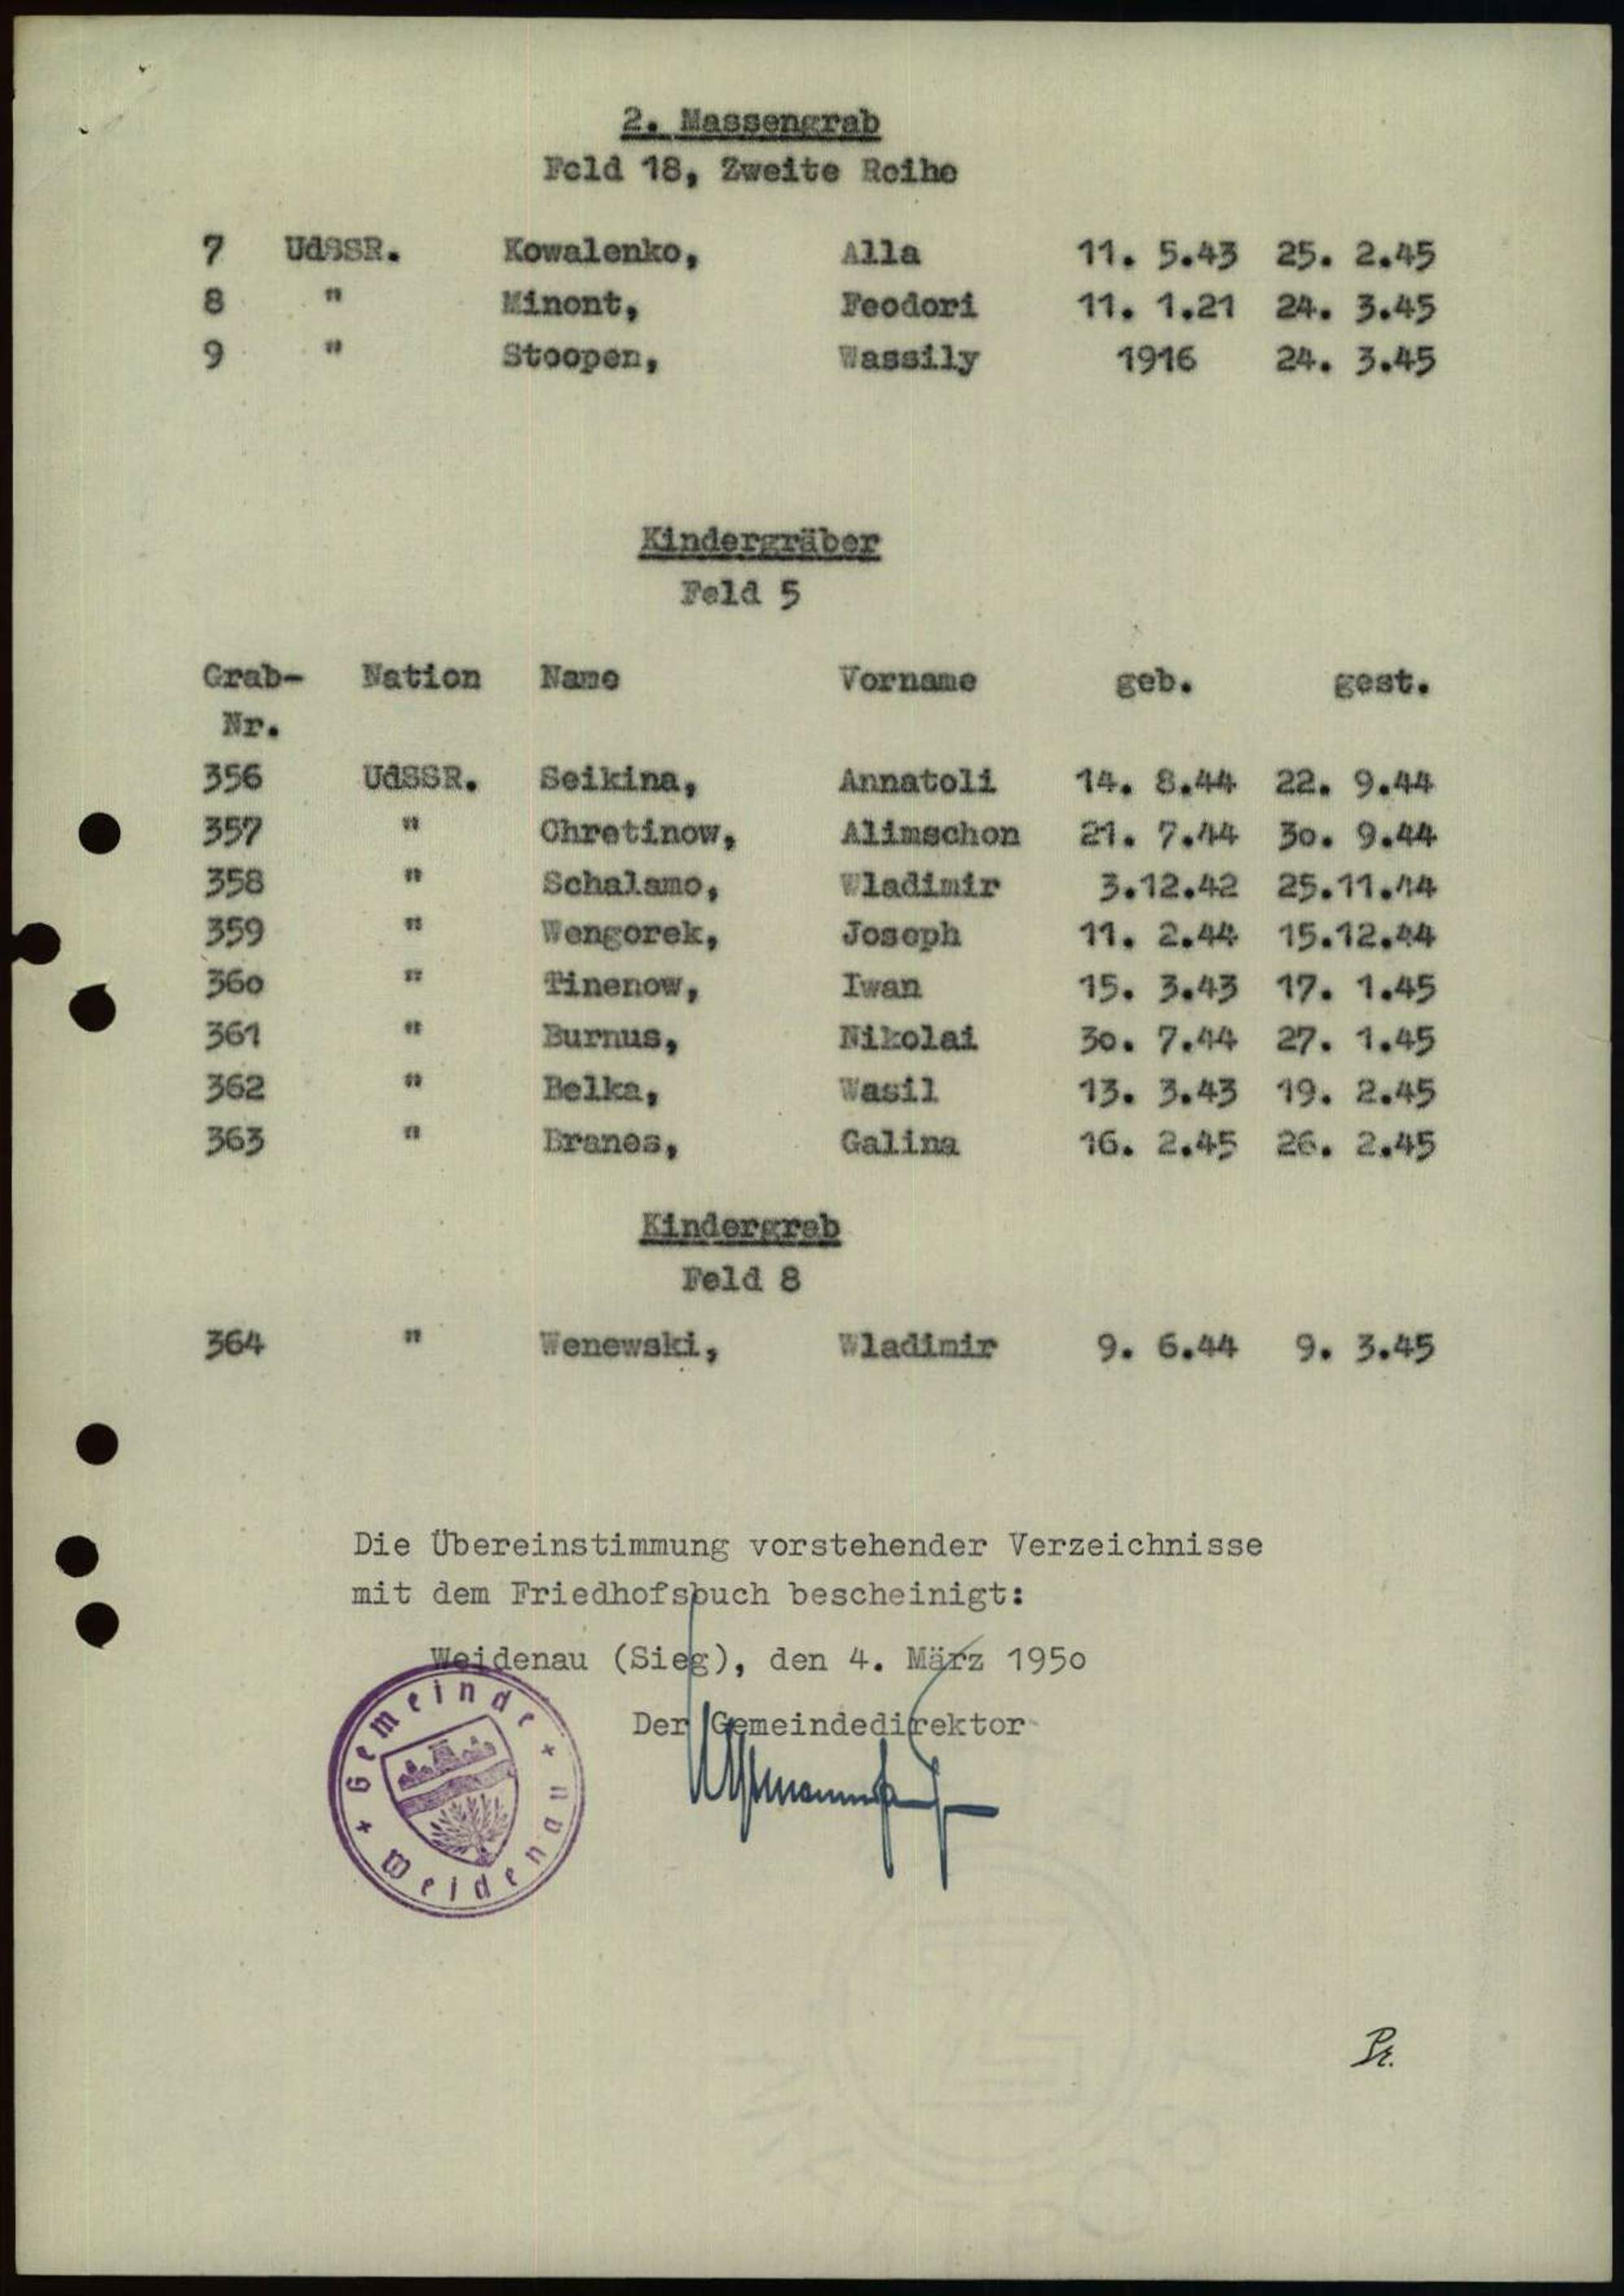 2. Massengrab
Feld 18, Zweite Reihe
7 UdSSR. Kowalenko, Alla 11. 5.43 25. 2.45
8 " Minont, Feodori 11. 1.21 24. 3.45
9 " Stoopen, Wassily 1916 24. 3.45
Kindergräber
Feld 5
Grab- Nation Name Vorname geb. gest.
Nr.
356 UdSSR. Seikina, Annatoli 14. 8.44 22. 9.44
357 " Chretinow, Alimschon 21. 7.44 30. 9.44
358 " Schalamo, Wladimir 3.12.42 25.11.44
359 " Wengorek, Joseph 11. 2.44 15.12.44
360 " Tinenow, Iwan 15. 3.43 17. 1.45
361 " Burnus, Nikolai 30. 7.44 27. 1.45
362 " Belka, Wasil 13. 3.43 19. 2.45
363 " Branes, Galina 16. 2.45 26. 2.45
Kindergrab
Feld 8
364 " Wenewski, Wladimir 9. 6.44 9. 3.45
Die Übereinstimmung vorstehender Verzeichnisse
mit dem Friedhofsbuch bescheinigt:
Weidenau (Sieg), den 4. März 1950
Der Gemeindedirektor
Gemeinde + Weidenau +